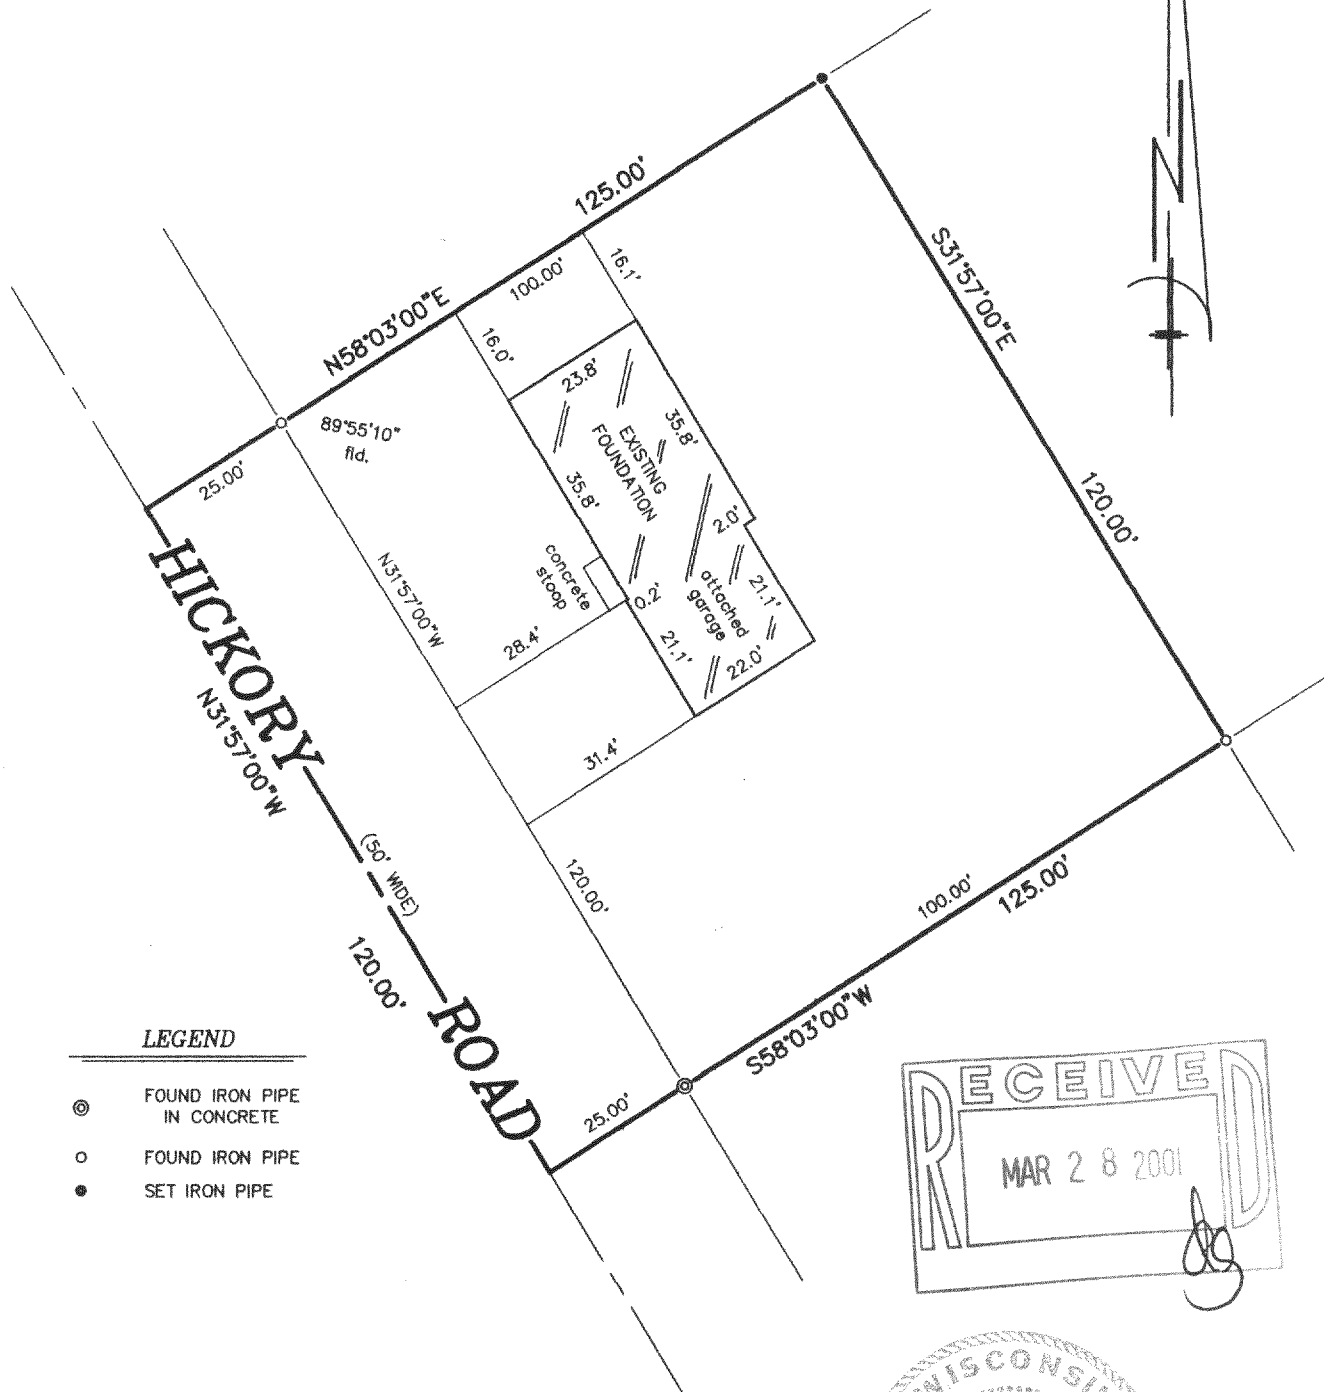 N
125.00'
N58°03'00"E
100.00'
16.1'
16.0'
S31°57'00"E
120.00'
23.8'
35.8'
EXISTING
FOUNDATION
35.8'
89°55'10"
fld.
25.00'
2.0'
concrete
stoop
0.2'
attached
garage
21.1'
21.1'
22.0'
N31°57'00"W
28.4'
31.4'
120.00'
HICKORY ROAD
N31°57'00"W
(50' WIDE)
120.00'
100.00'
125.00'
S58°03'00"W
25.00'
LEGEND
FOUND IRON PIPE
IN CONCRETE
FOUND IRON PIPE
SET IRON PIPE
RECEIVED
MAR 28 2001